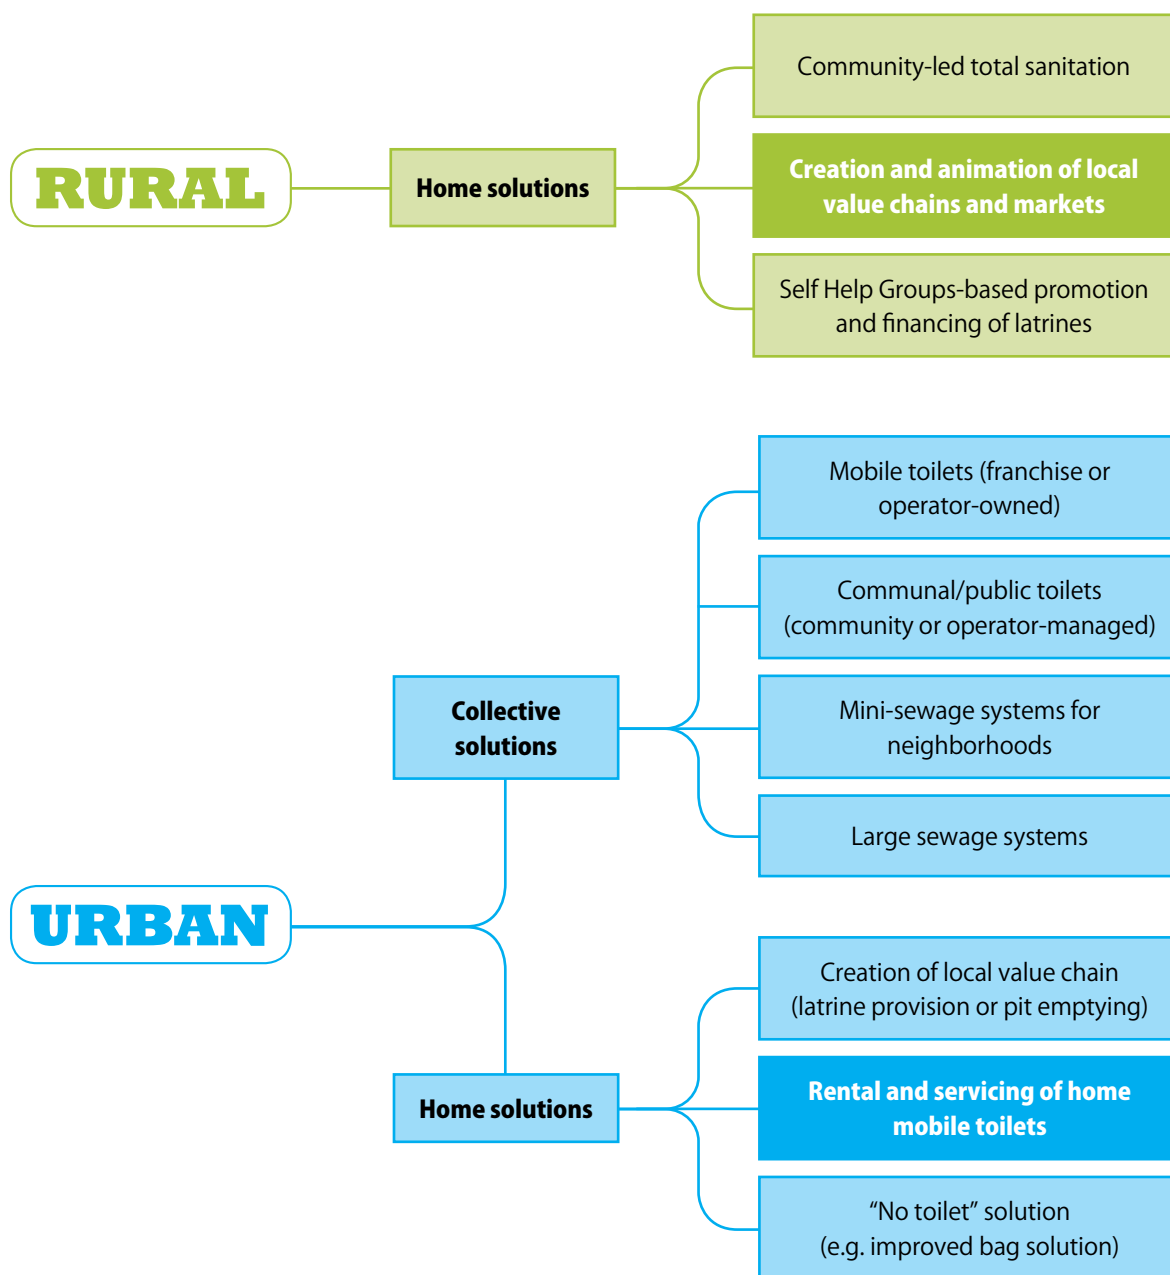 RURAL
Home solutions
Community-led total sanitation
Creation and animation of local
value chains and markets
Self Help Groups-based promotion
and financing of latrines
URBAN
Collective
solutions
Mobile toilets (franchise or
operator-owned)
Communal/public toilets
(community or operator-managed)
Mini-sewage systems for
neighborhoods
Large sewage systems
Home solutions
Creation of local value chain
(latrine provision or pit emptying)
Rental and servicing of home
mobile toilets
“No toilet” solution
(e.g. improved bag solution)